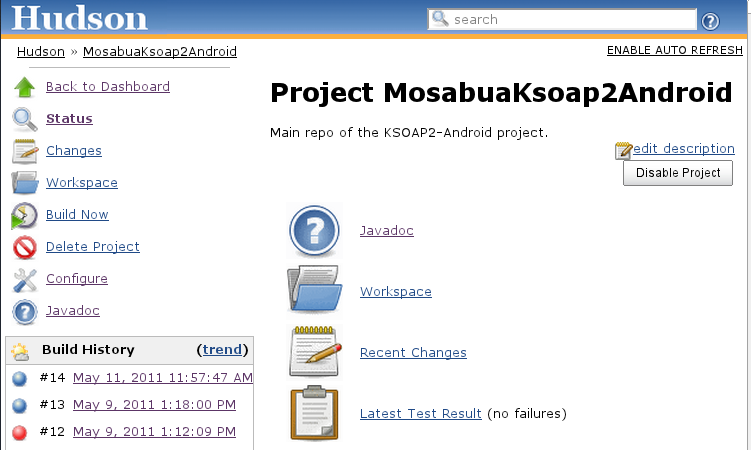 Hudson
search
Hudson » MosabuaKsoap2Android
ENABLE AUTO REFRESH
Back to Dashboard
Status
Changes
Workspace
Build Now
Delete Project
Configure
Javadoc
Build History (trend)
#14 May 11, 2011 11:57:47 AM
#13 May 9, 2011 1:18:00 PM
#12 May 9, 2011 1:12:09 PM
Project MosabuaKsoap2Android
Main repo of the KSOAP2-Android project.
edit description
Disable Project
Javadoc
Workspace
Recent Changes
Latest Test Result (no failures)